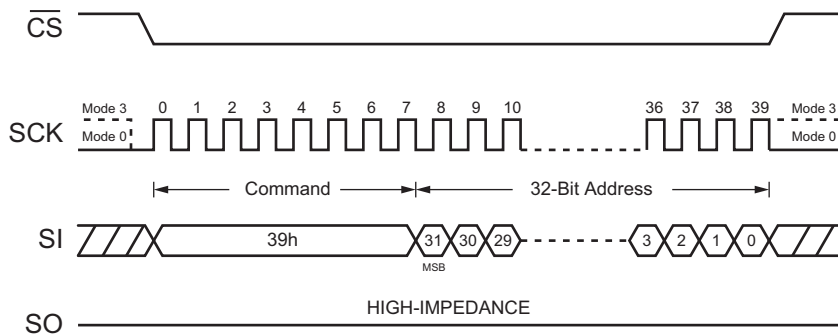 CS
Mode 3 0 1 2 3 4 5 6 7 8 9 10 36 37 38 39 Mode 3
SCK Mode 0 Mode 0
Command 32-Bit Address
SI 39h 31 30 29 3 2 1 0
MSB
HIGH-IMPEDANCE
SO